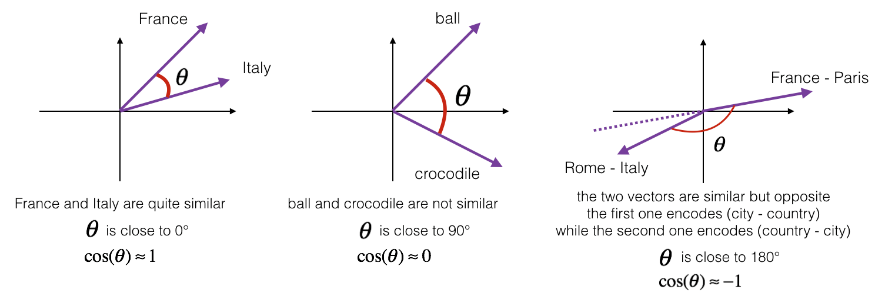 France
Italy
θ
France and Italy are quite similar
θ is close to 0°
cos(θ) ≈ 1
ball
θ
crocodile
ball and crocodile are not similar
θ is close to 90°
cos(θ) ≈ 0
France - Paris
θ
Rome - Italy
the two vectors are similar but opposite
the first one encodes (city - country)
while the second one encodes (country - city)
θ is close to 180°
cos(θ) ≈ -1